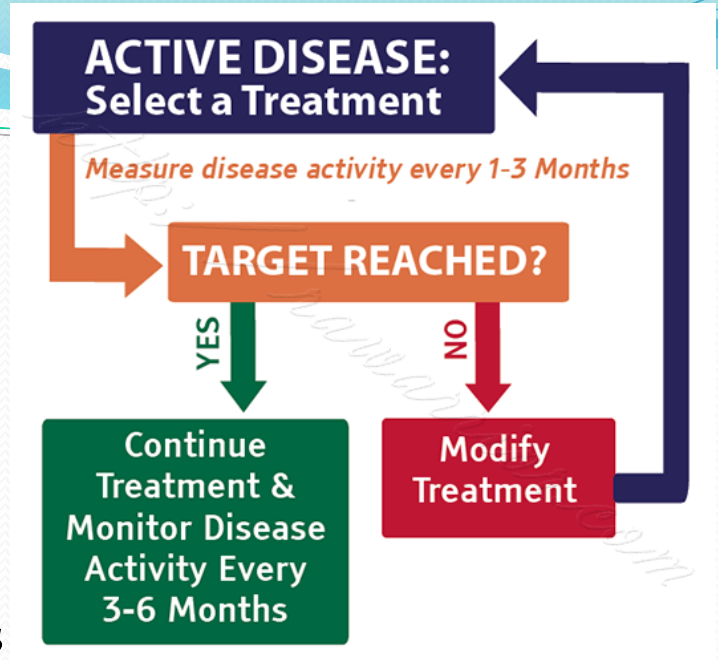 ACTIVE DISEASE:
Select a Treatment
Measure disease activity every 1-3 Months
TARGET REACHED?
YES
NO
Continue
Treatment &
Monitor Disease
Activity Every
3-6 Months
Modify
Treatment